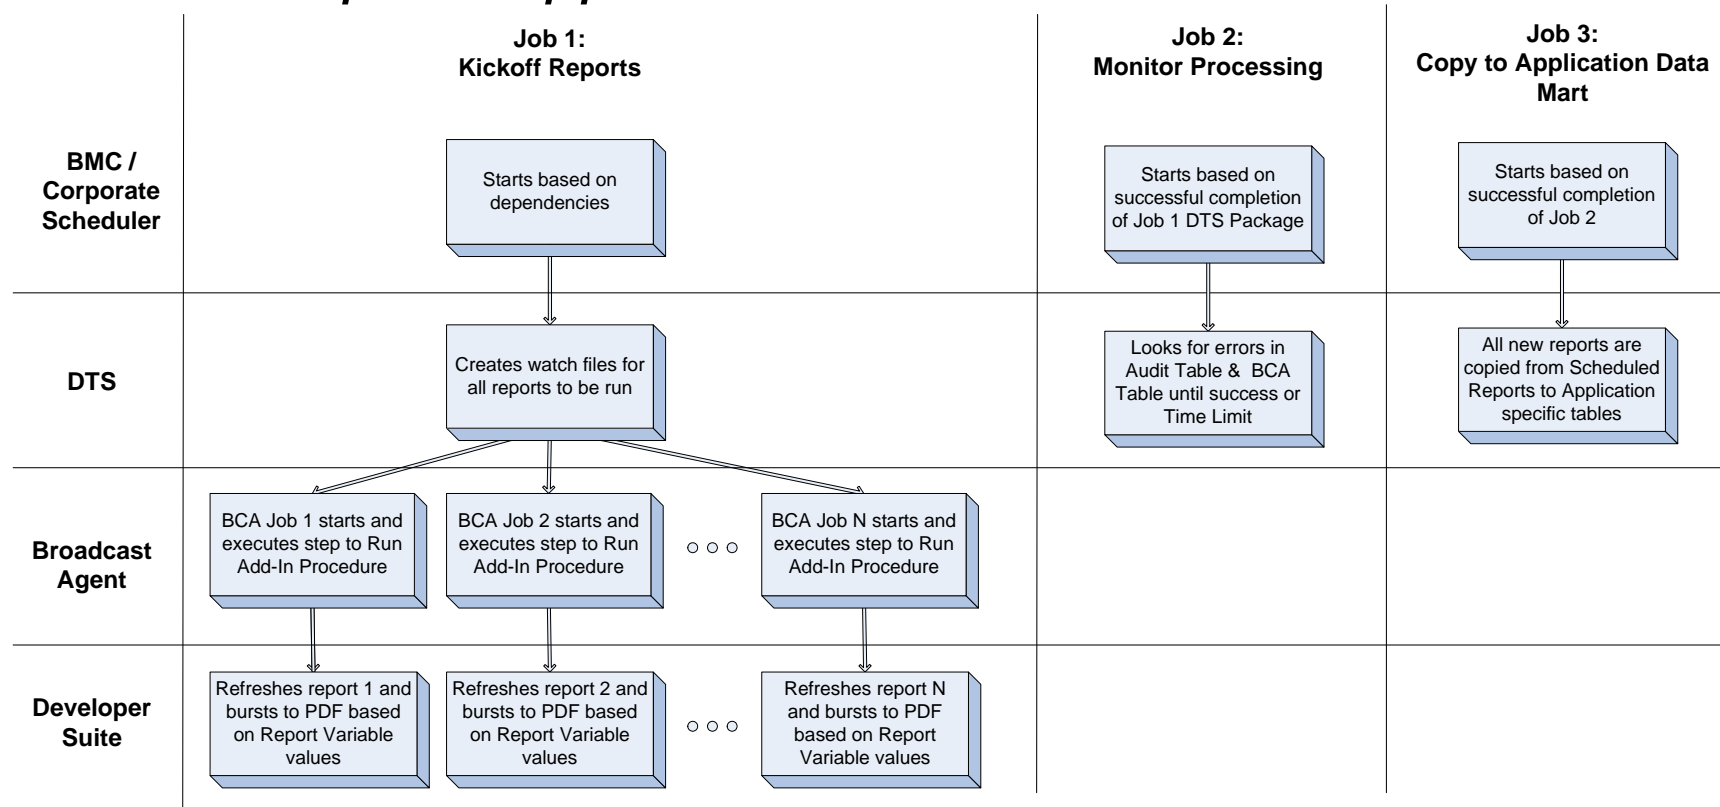 Job 1:
Kickoff Reports
Job 2:
Monitor Processing
Job 3:
Copy to Application Data
Mart
BMC /
Corporate
Scheduler
Starts based on
dependencies
Starts based on
successful completion
of Job 1 DTS Package
Starts based on
successful completion
of Job 2
DTS
Creates watch files for
all reports to be run
Looks for errors in
Audit Table & BCA
Table until success or
Time Limit
All new reports are
copied from Scheduled
Reports to Application
specific tables
Broadcast
Agent
BCA Job 1 starts and
executes step to Run
Add-In Procedure
BCA Job 2 starts and
executes step to Run
Add-In Procedure
BCA Job N starts and
executes step to Run
Add-In Procedure
Developer
Suite
Refreshes report 1 and
bursts to PDF based
on Report Variable
values
Refreshes report 2 and
bursts to PDF based
on Report Variable
values
Refreshes report N
and bursts to PDF
based on Report
Variable values